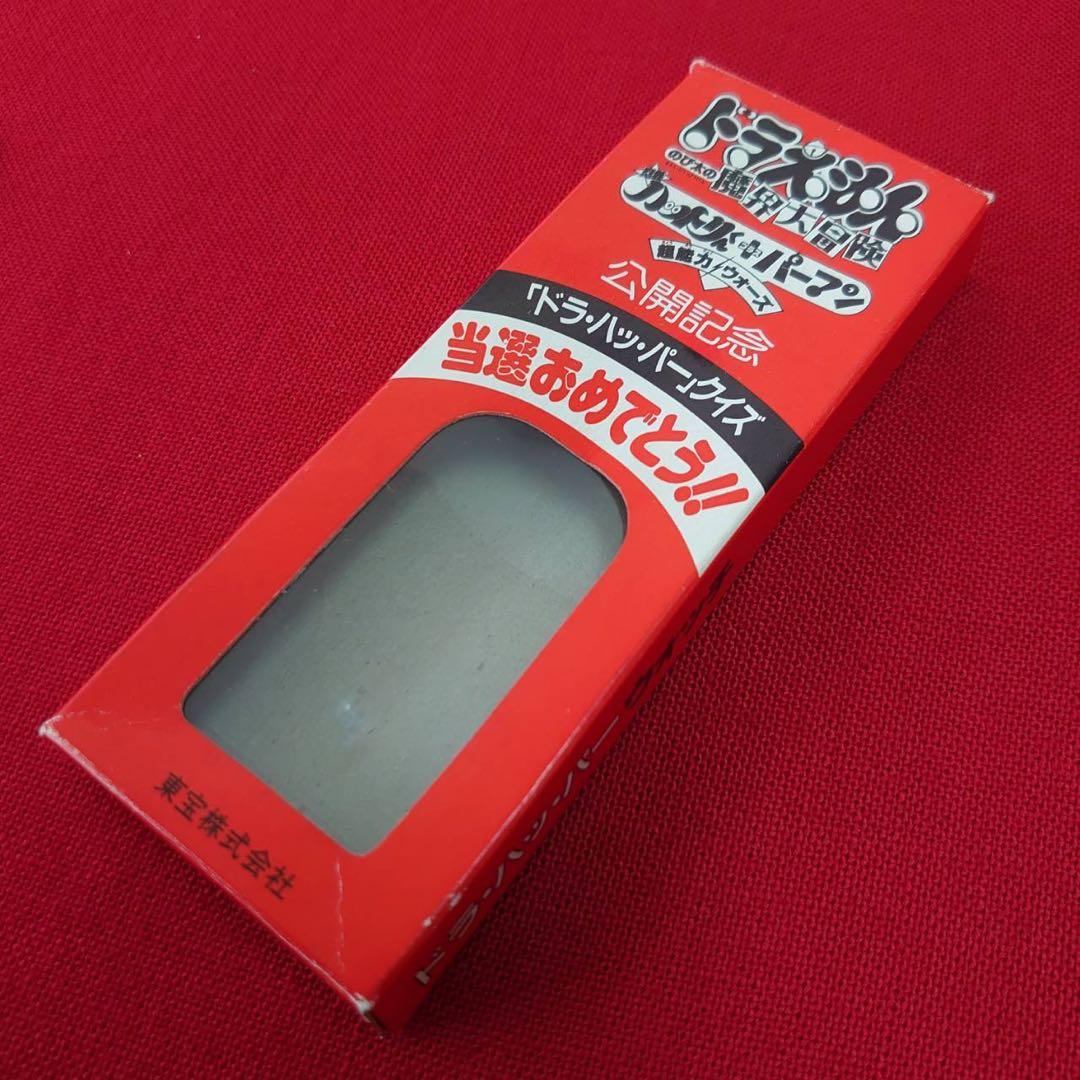 ドラえもん
のび太の魔界大冒険
忍者ハットリくん+パーマン
超能力ウォーズ
公開記念
「ドラ・ハッ・パー」クイズ
当選おめでとう!!
東宝株式会社